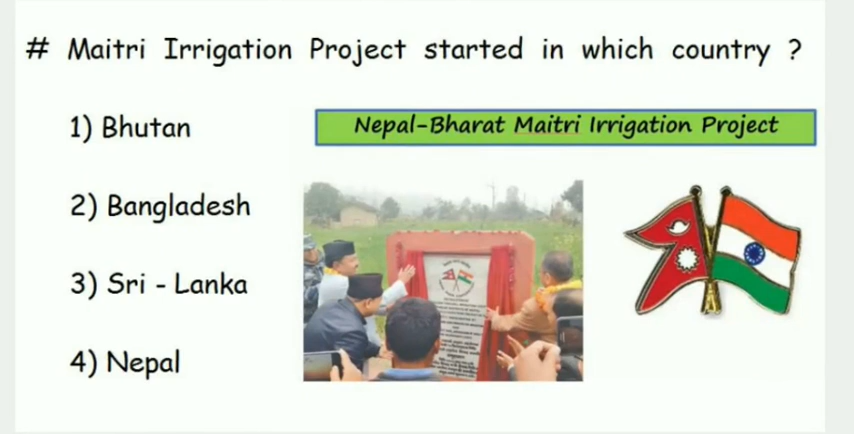 # Maitri Irrigation Project started in which country ?
1) Bhutan
Nepal-Bharat Maitri Irrigation Project
2) Bangladesh
3) Sri - Lanka
4) Nepal